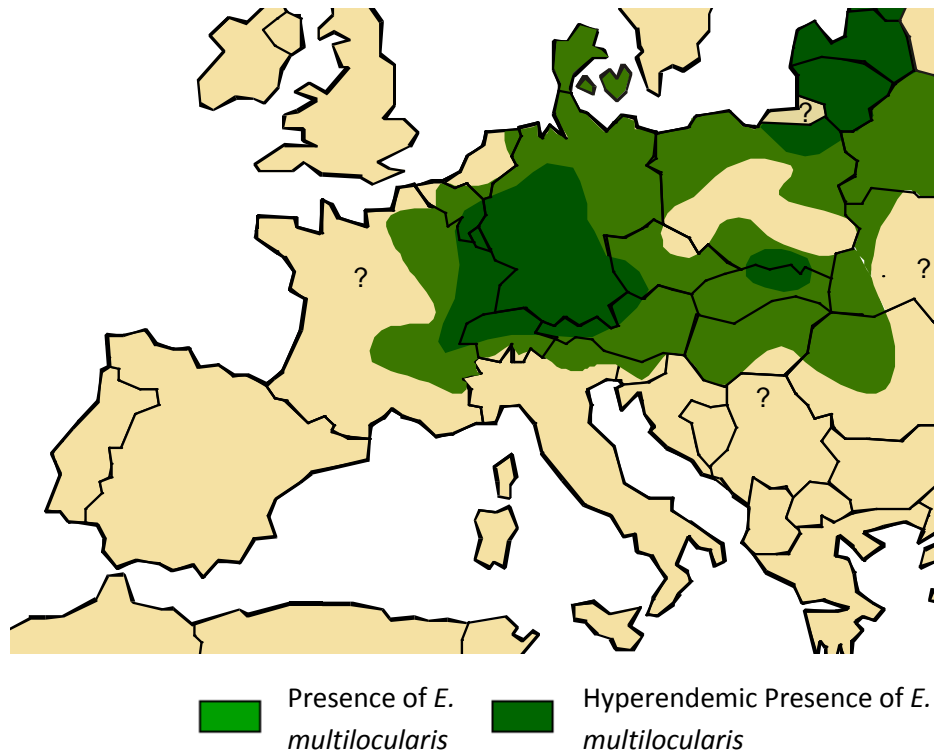 ?
?
?
?
Presence of E.
multilocularis
Hyperendemic Presence of E.
multilocularis